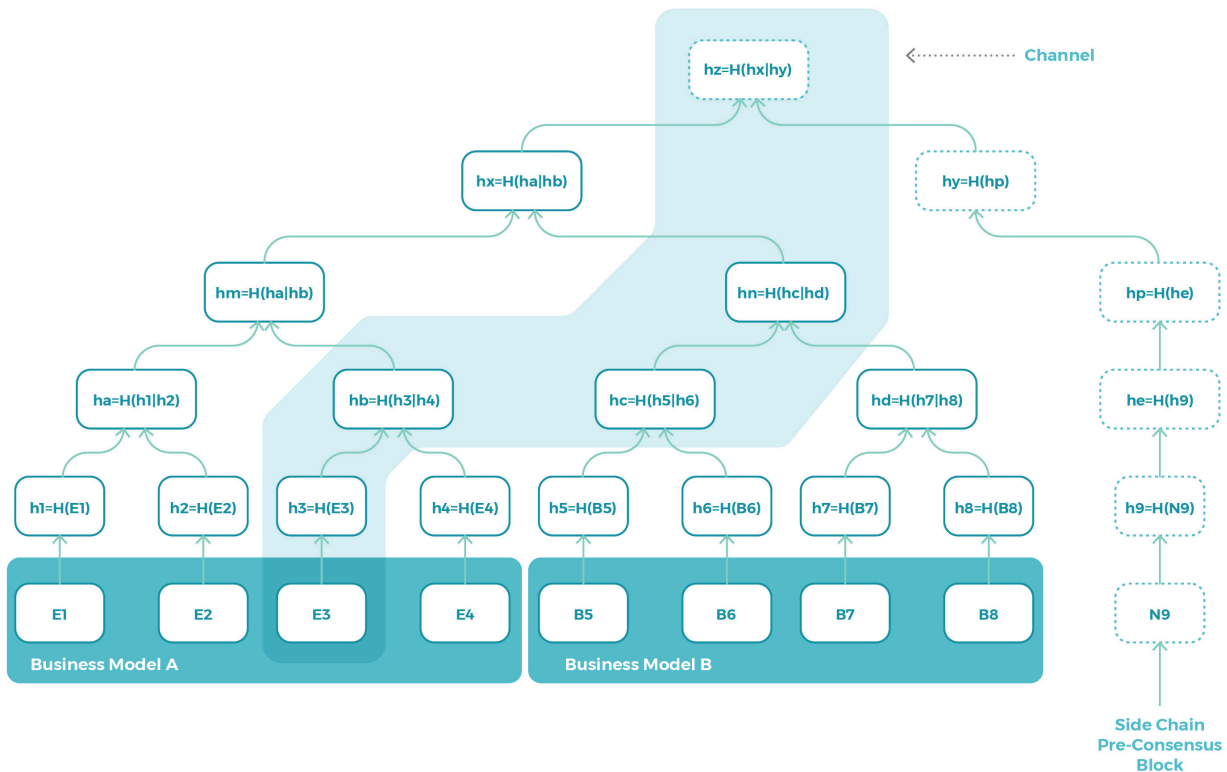 hz=H(hx|hy)
Channel
hx=H(ha|hb)
hy=H(hp)
hm=H(ha|hb)
hn=H(hc|hd)
hp=H(he)
ha=H(h1|h2)
hb=H(h3|h4)
hc=H(h5|h6)
hd=H(h7|h8)
he=H(h9)
h1=H(E1)
h2=H(E2)
h3=H(E3)
h4=H(E4)
h5=H(B5)
h6=H(B6)
h7=H(B7)
h8=H(B8)
h9=H(N9)
E1
E2
E3
E4
B5
B6
B7
B8
N9
Business Model A
Business Model B
Side Chain
Pre-Consensus
Block